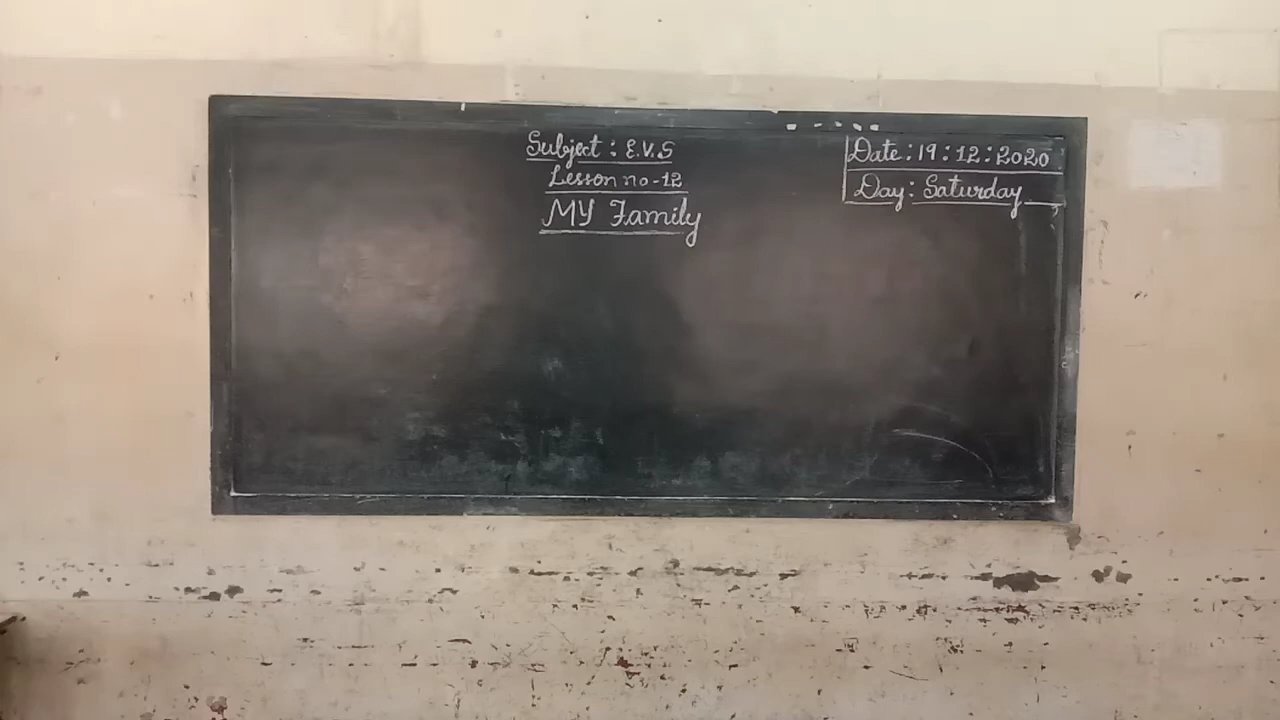 Subject : E.V.S
Lesson no - 12
MY Family
Date : 19 : 12 : 2020
Day : Saturday